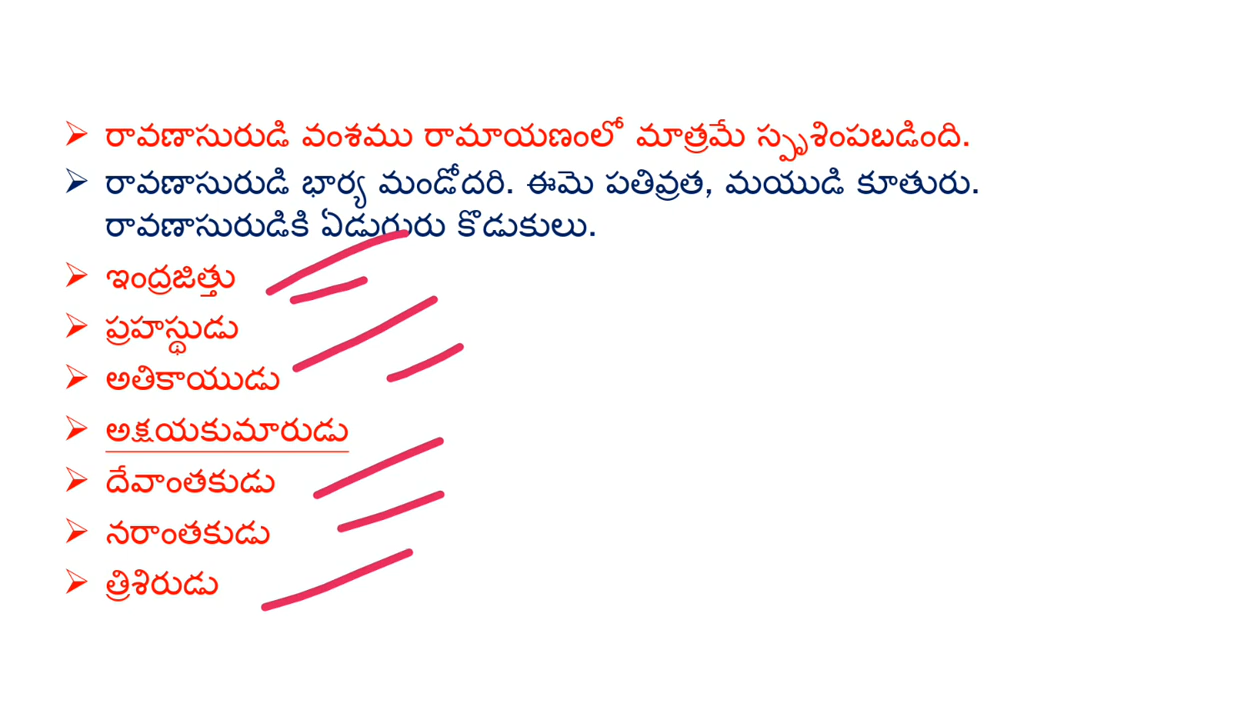 రావణాసురుడి వంశము రామాయణంలో మాత్రమే స్పృశింపబడింది.
రావణాసురుడి భార్య మండోదరి. ఈమె పతివ్రత, మయుడి కూతురు.
రావణాసురుడికి ఏడుగురు కొడుకులు.
ఇంద్రజిత్తు
ప్రహస్థుడు
అతికాయుడు
అక్షయకుమారుడు
దేవాంతకుడు
నరాంతకుడు
త్రిశిరుడు